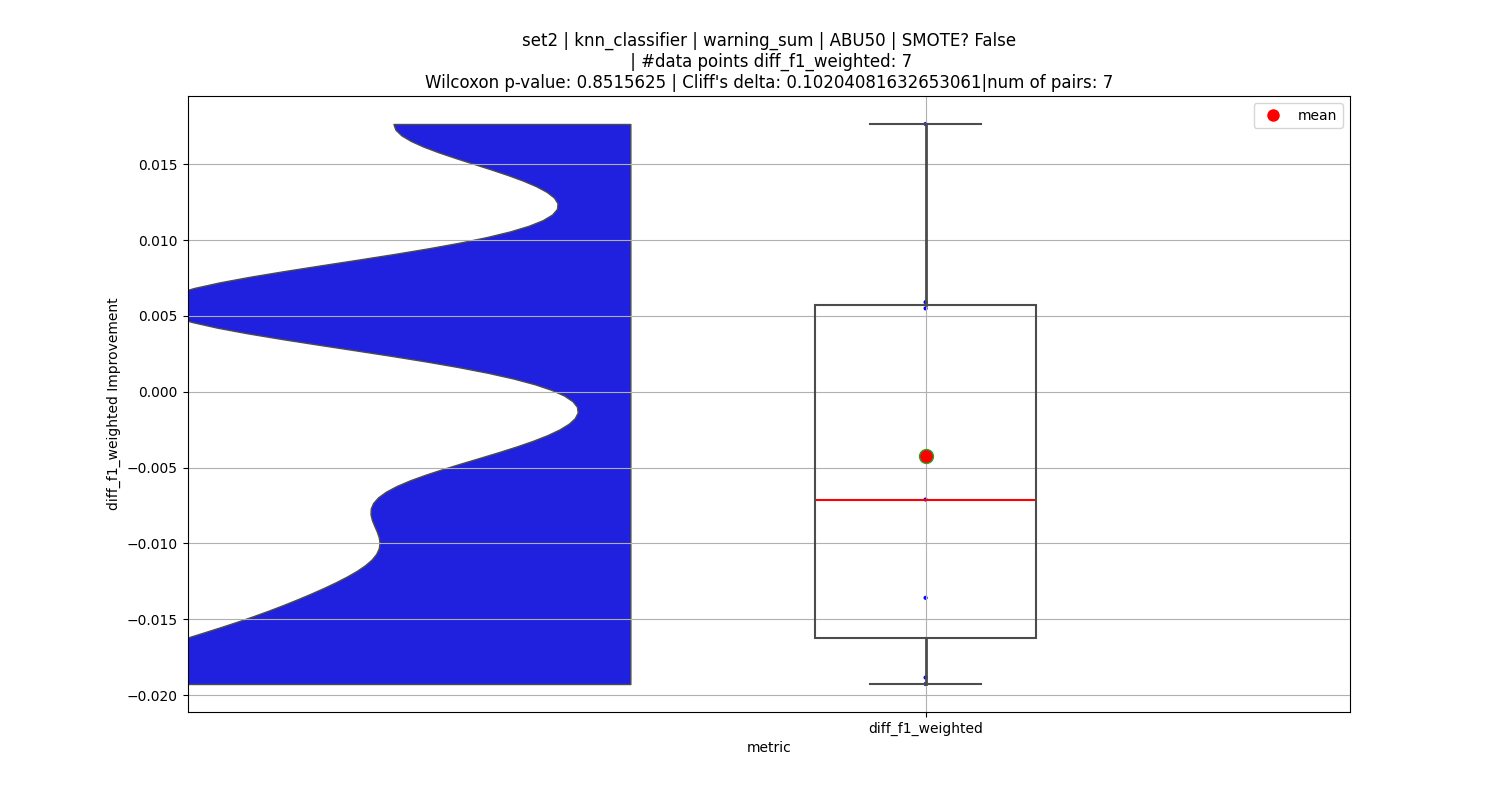 set2 | knn_classifier | warning_sum | ABU50 | SMOTE? False
| #data points diff_f1_weighted: 7
Wilcoxon p-value: 0.8515625 | Cliff's delta: 0.10204081632653061|num of pairs: 7
mean
0.015
0.010
0.005
0.000
−0.005
−0.010
−0.015
−0.020
diff_f1_weighted Improvement
diff_f1_weighted
metric